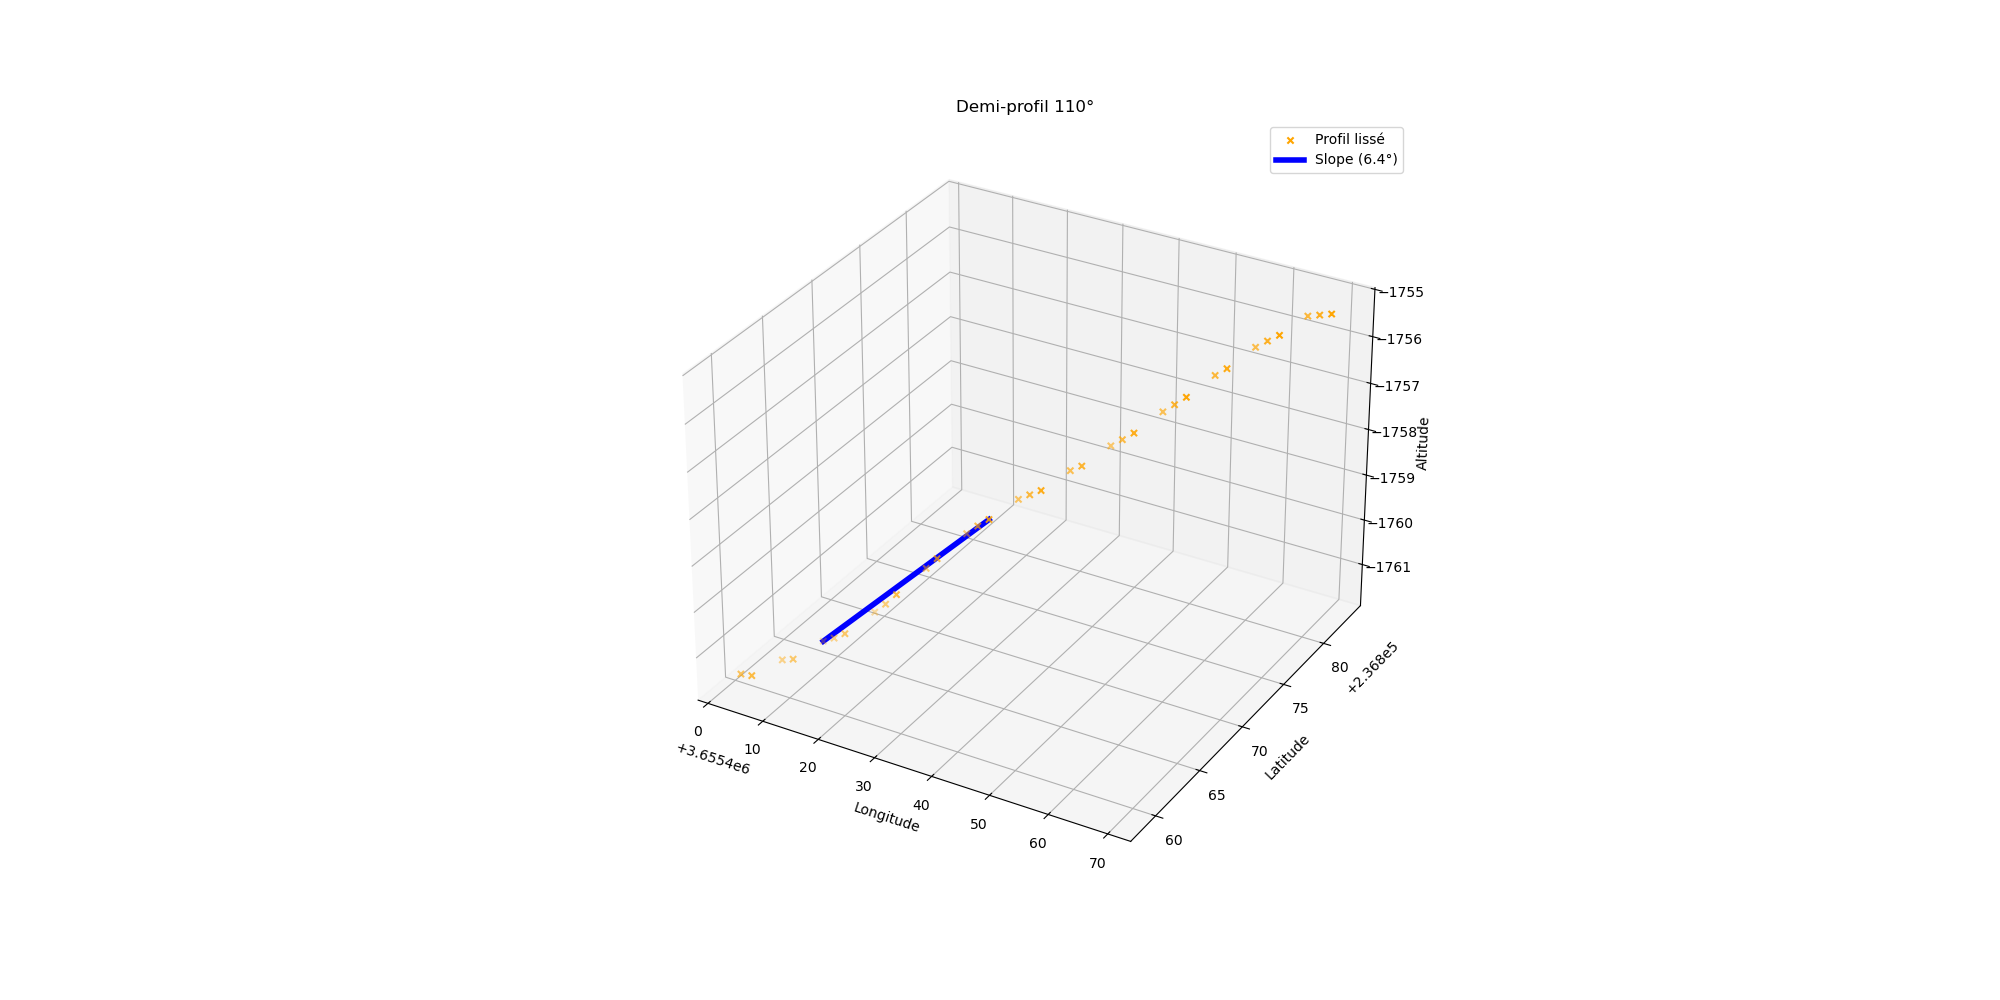 Demi-profil 110°
Profil lissé
Slope (6.4°)
−1755
−1756
−1757
−1758
−1759
−1760
−1761
Altitude
80
75
70
65
60
+2.368e5
Latitude
0
10
20
30
40
50
60
70
+3.6554e6
Longitude